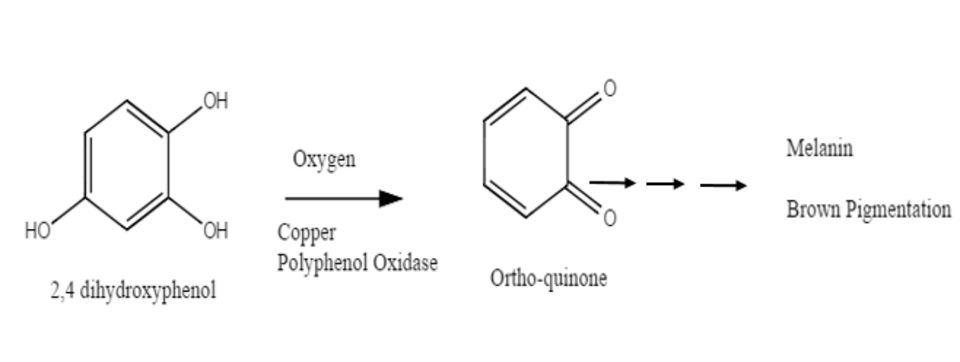 OH
HO
OH
2,4 dihydroxyphenol
Oxygen
Copper
Polyphenol Oxidase
O
O
Ortho-quinone
Melanin
Brown Pigmentation